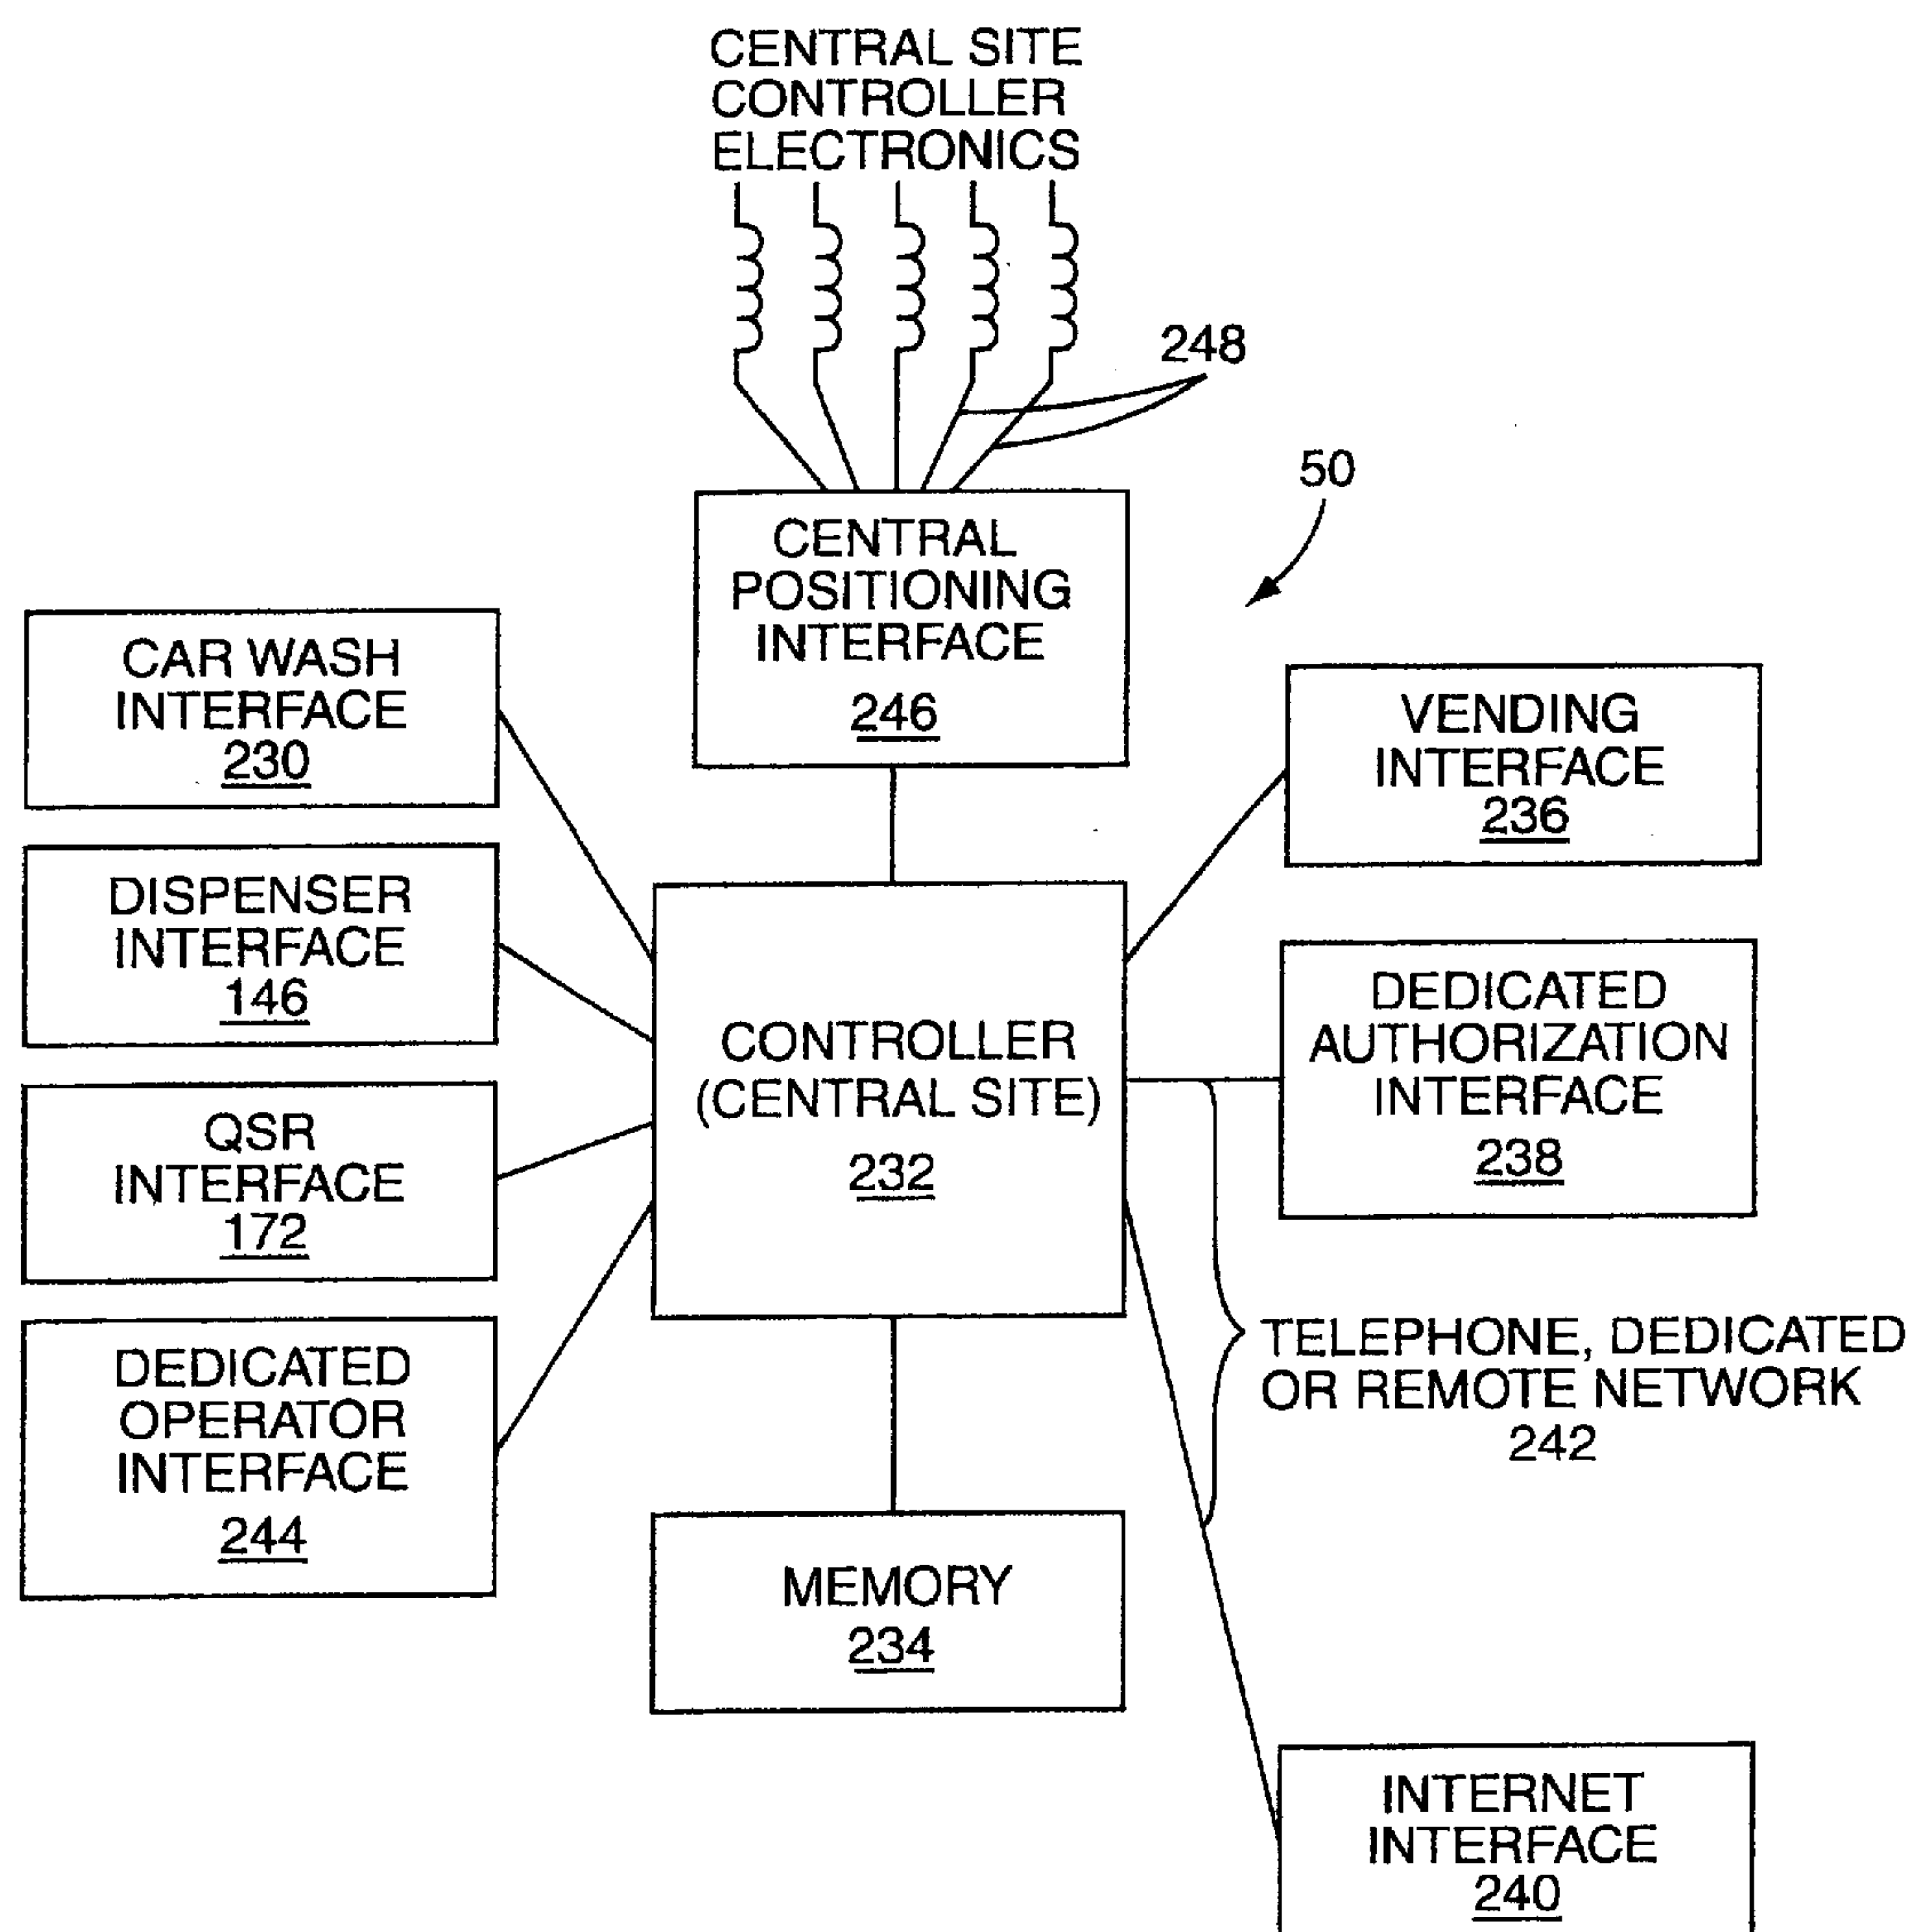 CENTRAL SITE
CONTROLLER
ELECTRONICS
248
50
CENTRAL
POSITIONING
INTERFACE
246
CAR WASH
INTERFACE
230
VENDING
INTERFACE
236
DISPENSER
INTERFACE
146
DEDICATED
AUTHORIZATION
INTERFACE
238
CONTROLLER
(CENTRAL SITE)
232
QSR
INTERFACE
172
TELEPHONE, DEDICATED
OR REMOTE NETWORK
242
DEDICATED
OPERATOR
INTERFACE
244
MEMORY
234
INTERNET
INTERFACE
240